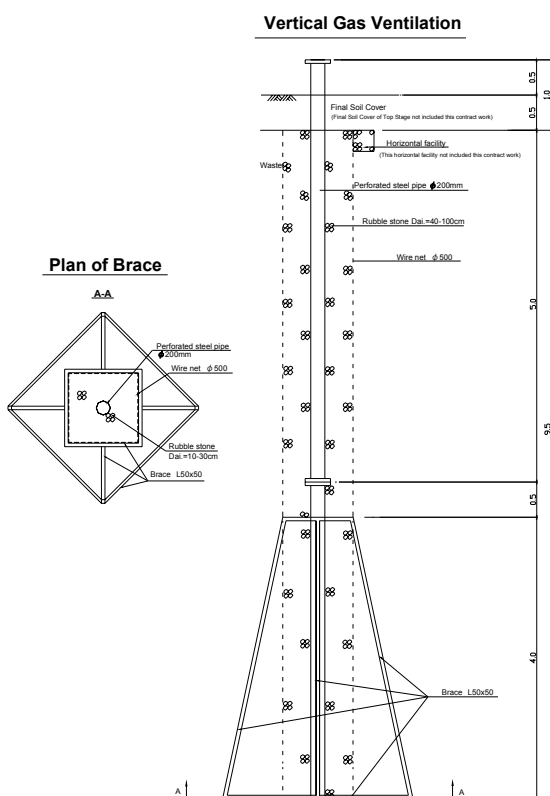 Vertical Gas Ventilation
0.5
1.0
0.5
Final Soil Cover
(Final Soil Cover of Top Stage not included this contract work)
Horizontal facility
(This horizontal facility not included this contract work)
Waste
Perforated steel pipe ϕ200mm
Rubble stone Dai.=40-100cm
Wire net ϕ500
5.0
9.5
0.5
4.0
Brace L50x50
A
A
Plan of Brace
A-A
Perforated steel pipe
ϕ200mm
Wire net ϕ500
Rubble stone
Dai.=10-30cm
Brace L50x50